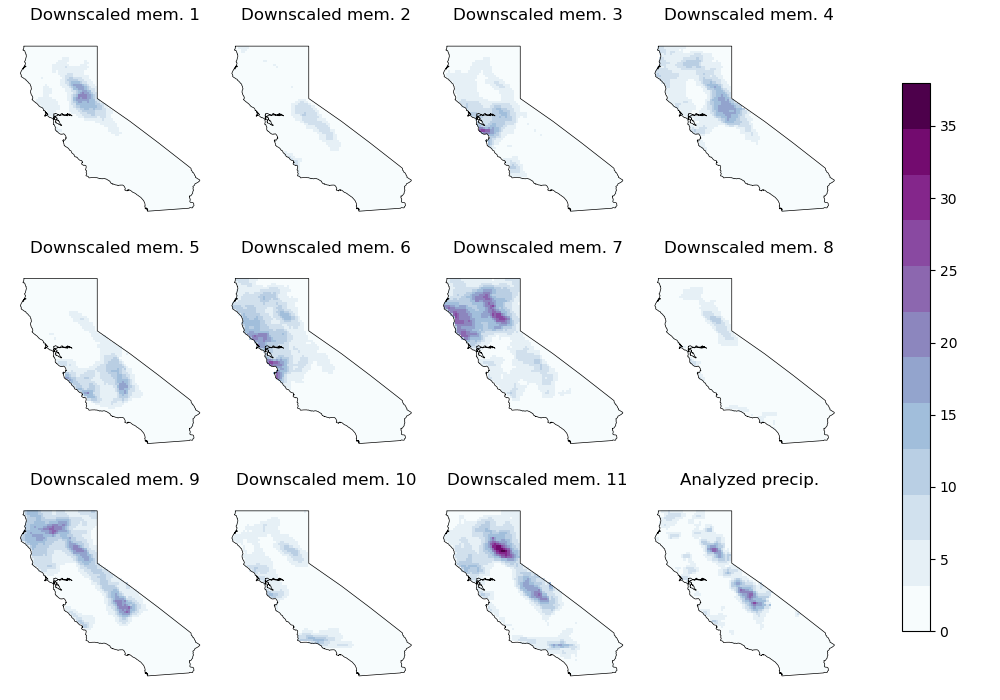 Downscaled mem. 1
Downscaled mem. 2
Downscaled mem. 3
Downscaled mem. 4
Downscaled mem. 5
Downscaled mem. 6
Downscaled mem. 7
Downscaled mem. 8
Downscaled mem. 9
Downscaled mem. 10
Downscaled mem. 11
Analyzed precip.
35
30
25
20
15
10
5
0